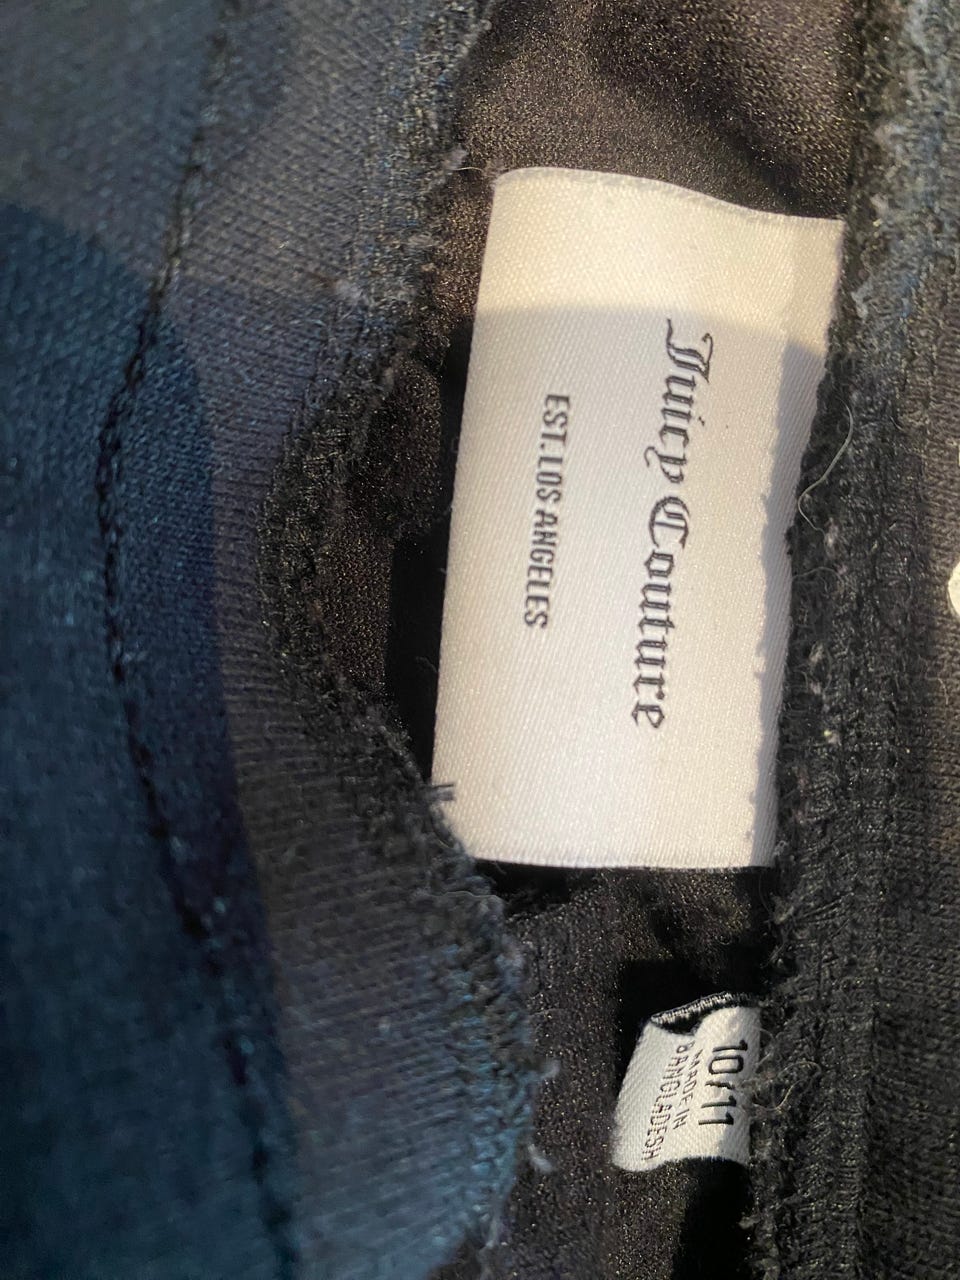 Juicy Couture
EST. LOS ANGELES
10/11
MADE IN
BANGLADESH